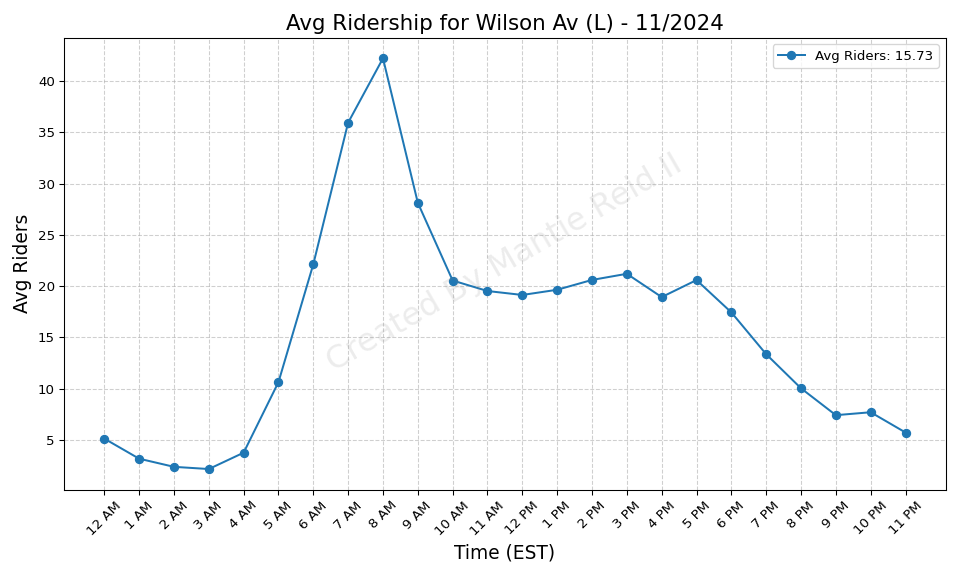 Avg Ridership for Wilson Av (L) - 11/2024
Avg Riders: 15.73
Avg Riders
40
35
30
25
20
15
10
5
Created By Mantie Reid II
12 AM
1 AM
2 AM
3 AM
4 AM
5 AM
6 AM
7 AM
8 AM
9 AM
10 AM
11 AM
12 PM
1 PM
2 PM
3 PM
4 PM
5 PM
6 PM
7 PM
8 PM
9 PM
10 PM
11 PM
Time (EST)